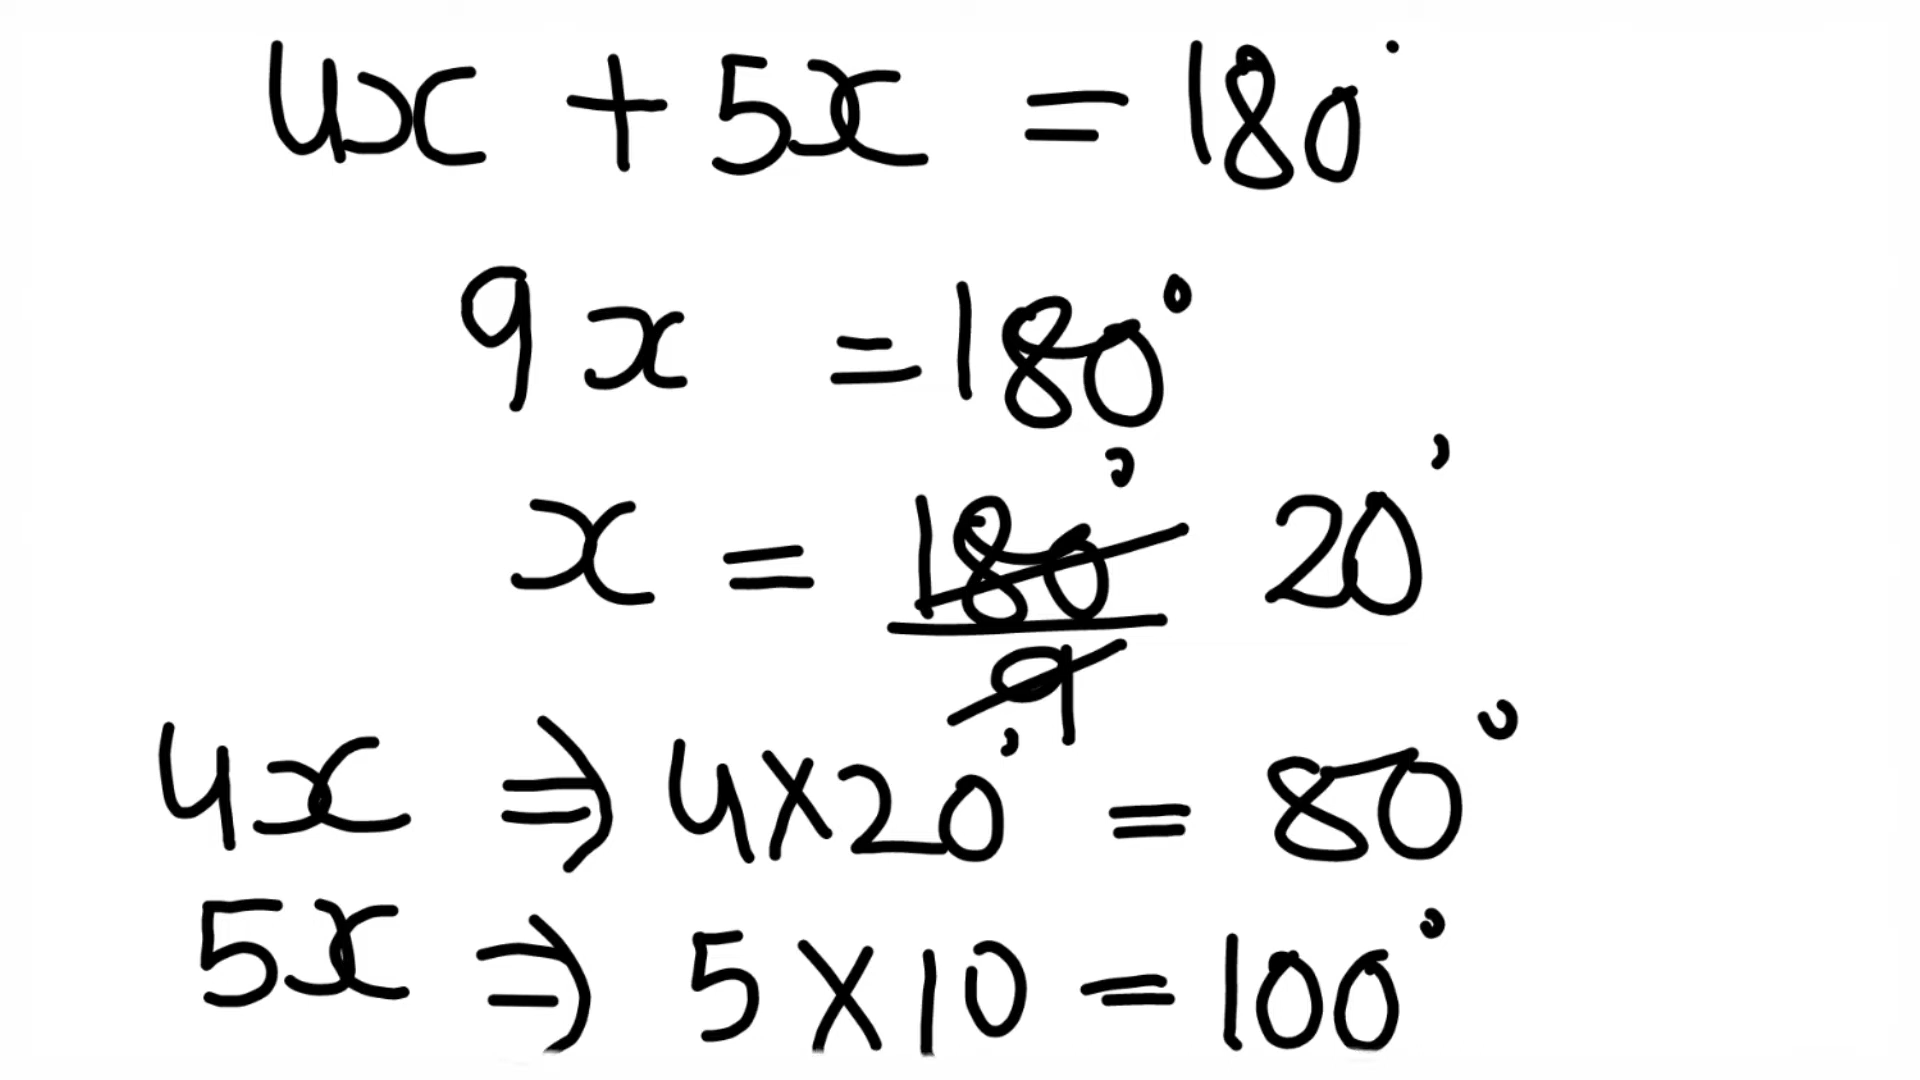 4x + 5x = 180°
9x = 180°
x = 180°/9 20°
4x ⇒ 4×20° = 80°
5x ⇒ 5×10 = 100°